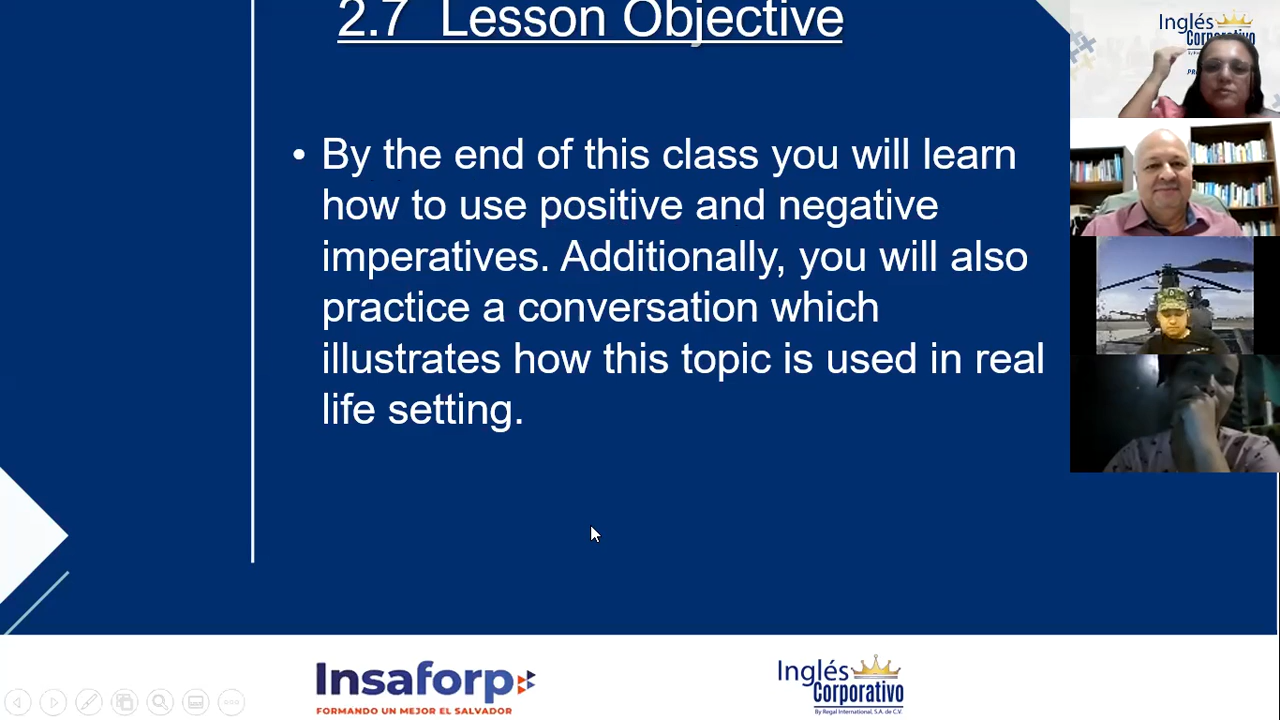 2.7 Lesson Objective
• By the end of this class you will learn
how to use positive and negative
imperatives. Additionally, you will also
practice a conversation which
illustrates how this topic is used in real
life setting.
Inglés
Corporativo
Insaforp
FORMANDO UN MEJOR EL SALVADOR
Inglés
Corporativo
By Regal International, S.A. de C.V.